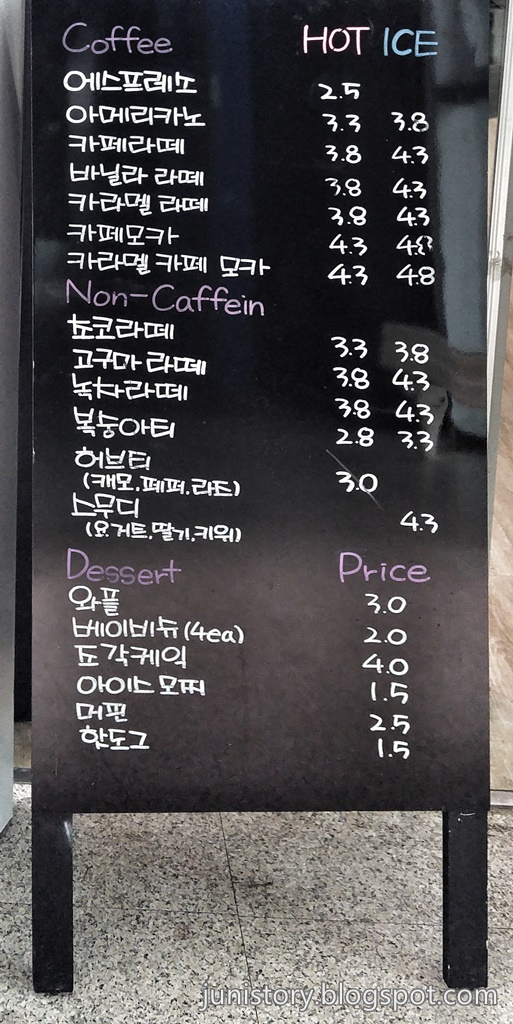 Coffee HOT ICE
에스프레소 2.5
아메리카노 3.3 3.8
카페라떼 3.8 4.3
바닐라 라떼 3.8 4.3
카라멜 라떼 3.8 4.3
카페모카 4.3 4.8
카라멜 카페 모카 4.3 4.8
Non-Caffein
초코라떼 3.3 3.8
고구마 라떼 3.8 4.3
녹차라떼 3.8 4.3
복숭아티 2.8 3.3
허브티 3.0
(캐모.페퍼.라즈)
스무디 4.3
(요거트.딸기.키위)
Dessert Price
와플 3.0
베이비슈(4ea) 2.0
조각케익 4.0
아이스모찌 1.5
머핀 2.5
핫도그 1.5
junistory.blogspot.com